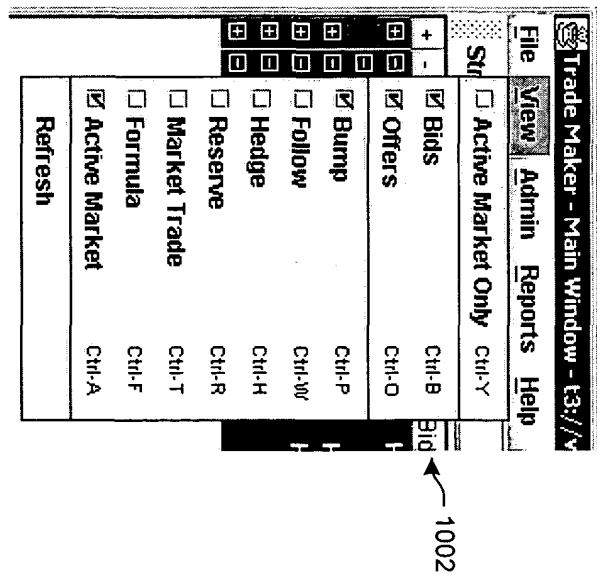 Trade Maker - Main Window - t3://
File View Admin Reports Help
Str
Active Market Only Ctrl-Y
+ - Bid
Bids Ctrl-B
Offers Ctrl-O
Bump Ctrl-P
Follow Ctrl-W
Hedge Ctrl-H
Reserve Ctrl-R
Market Trade Ctrl-T
Formula Ctrl-F
Active Market Ctrl-A
Refresh
1002